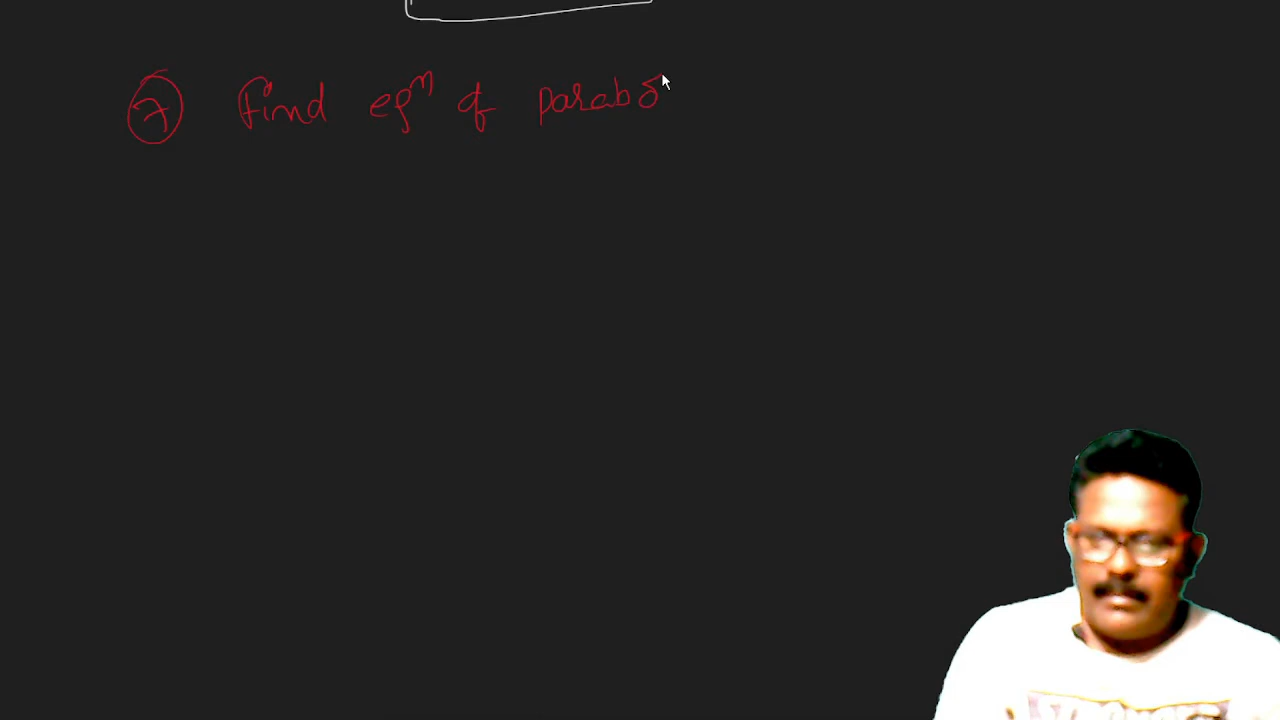 ⑦ Find eqⁿ of parabo